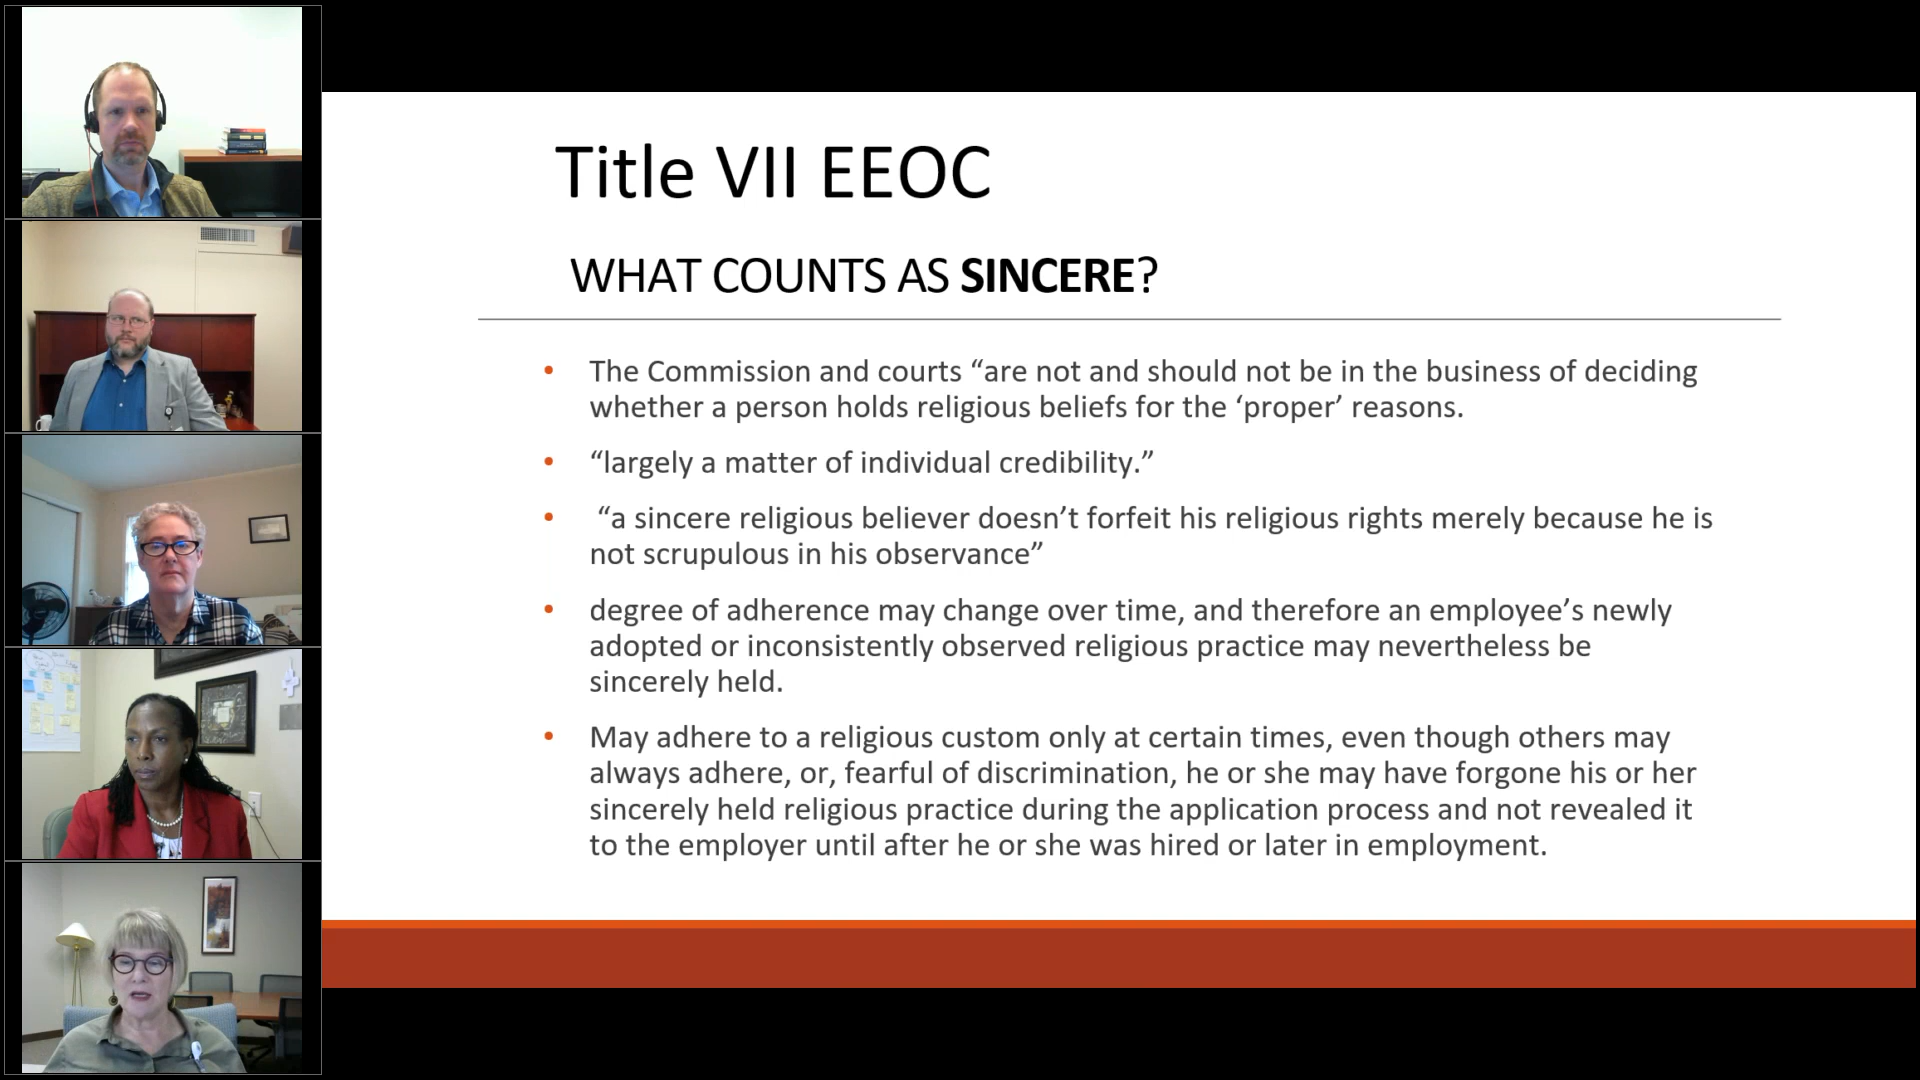 Title VII EEOC
WHAT COUNTS AS SINCERE?
• The Commission and courts “are not and should not be in the business of deciding
whether a person holds religious beliefs for the ‘proper’ reasons.
• “largely a matter of individual credibility.”
• “a sincere religious believer doesn’t forfeit his religious rights merely because he is
not scrupulous in his observance”
• degree of adherence may change over time, and therefore an employee’s newly
adopted or inconsistently observed religious practice may nevertheless be
sincerely held.
• May adhere to a religious custom only at certain times, even though others may
always adhere, or, fearful of discrimination, he or she may have forgone his or her
sincerely held religious practice during the application process and not revealed it
to the employer until after he or she was hired or later in employment.